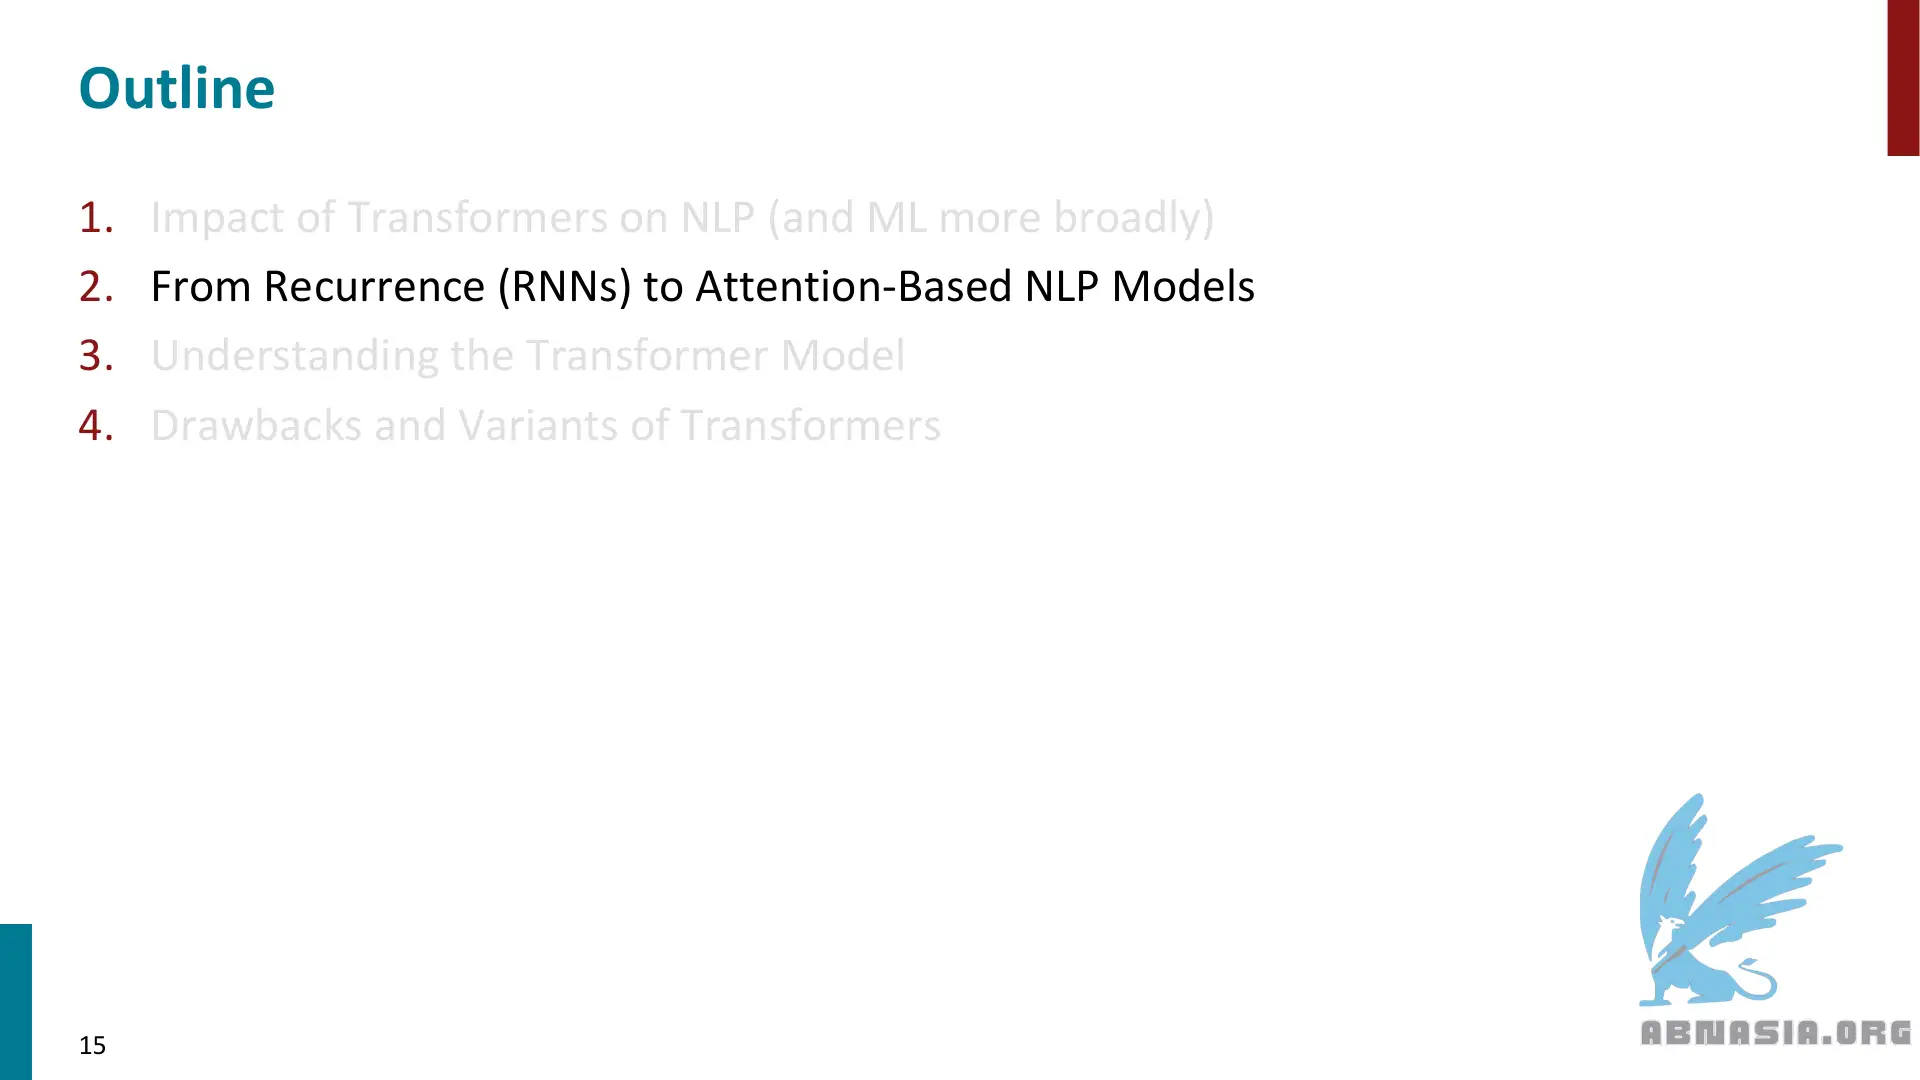 Outline
1. Impact of Transformers on NLP (and ML more broadly)
2. From Recurrence (RNNs) to Attention-Based NLP Models
3. Understanding the Transformer Model
4. Drawbacks and Variants of Transformers
15
ABNASIA.ORG